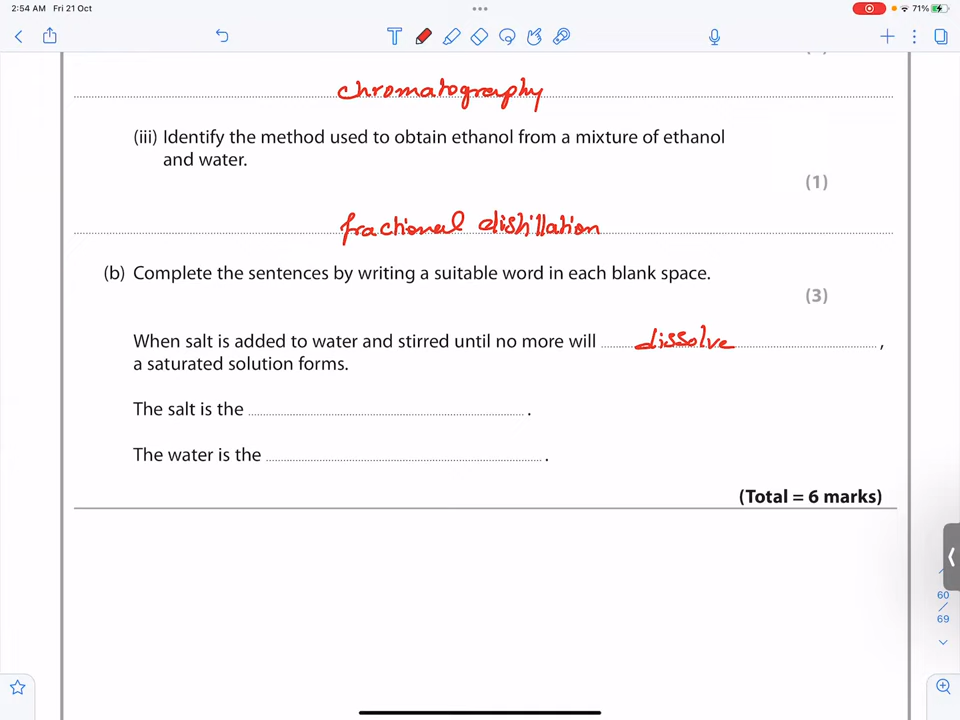 2:54 AM Fri 21 Oct 71%
chromatography
(iii) Identify the method used to obtain ethanol from a mixture of ethanol
and water.
(1)
fractional distillation
(b) Complete the sentences by writing a suitable word in each blank space.
(3)
When salt is added to water and stirred until no more will dissolve ,
a saturated solution forms.
The salt is the .
The water is the .
(Total = 6 marks)
60
/
69